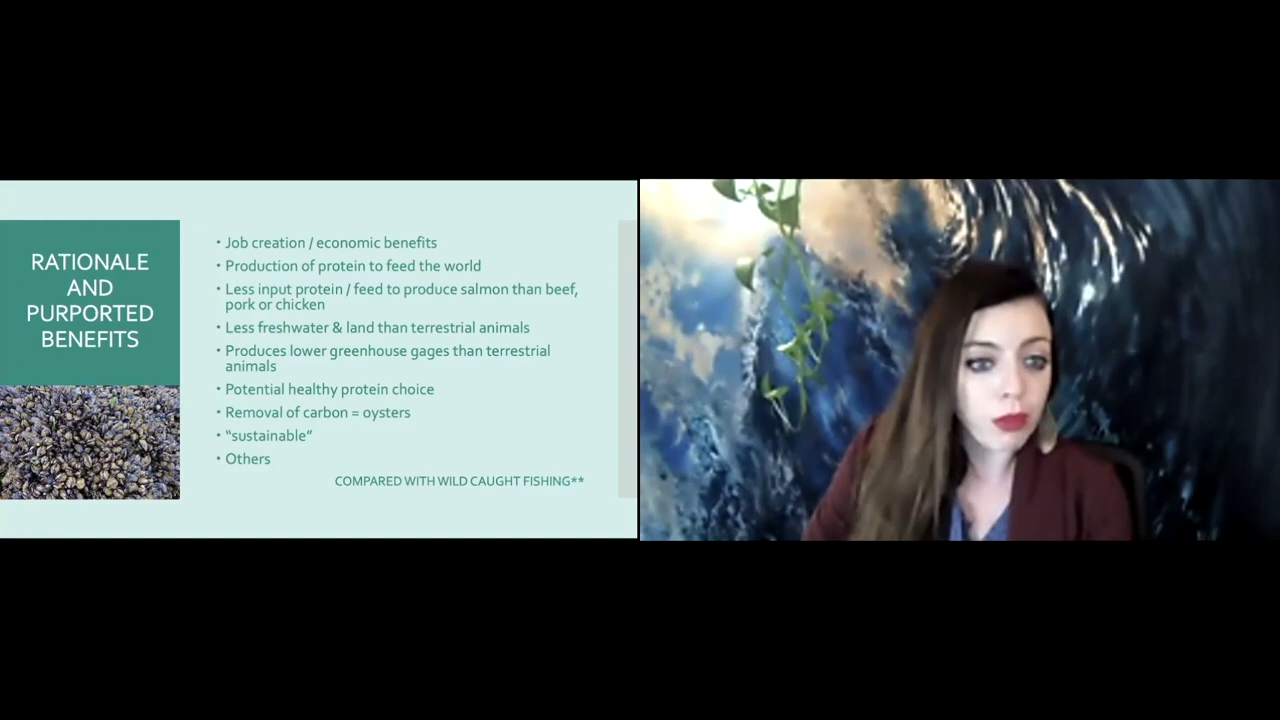 RATIONALE
AND
PURPORTED
BENEFITS
• Job creation / economic benefits
• Production of protein to feed the world
• Less input protein / feed to produce salmon than beef,
pork or chicken
• Less freshwater & land than terrestrial animals
• Produces lower greenhouse gages than terrestrial
animals
• Potential healthy protein choice
• Removal of carbon = oysters
• “sustainable”
• Others
COMPARED WITH WILD CAUGHT FISHING**